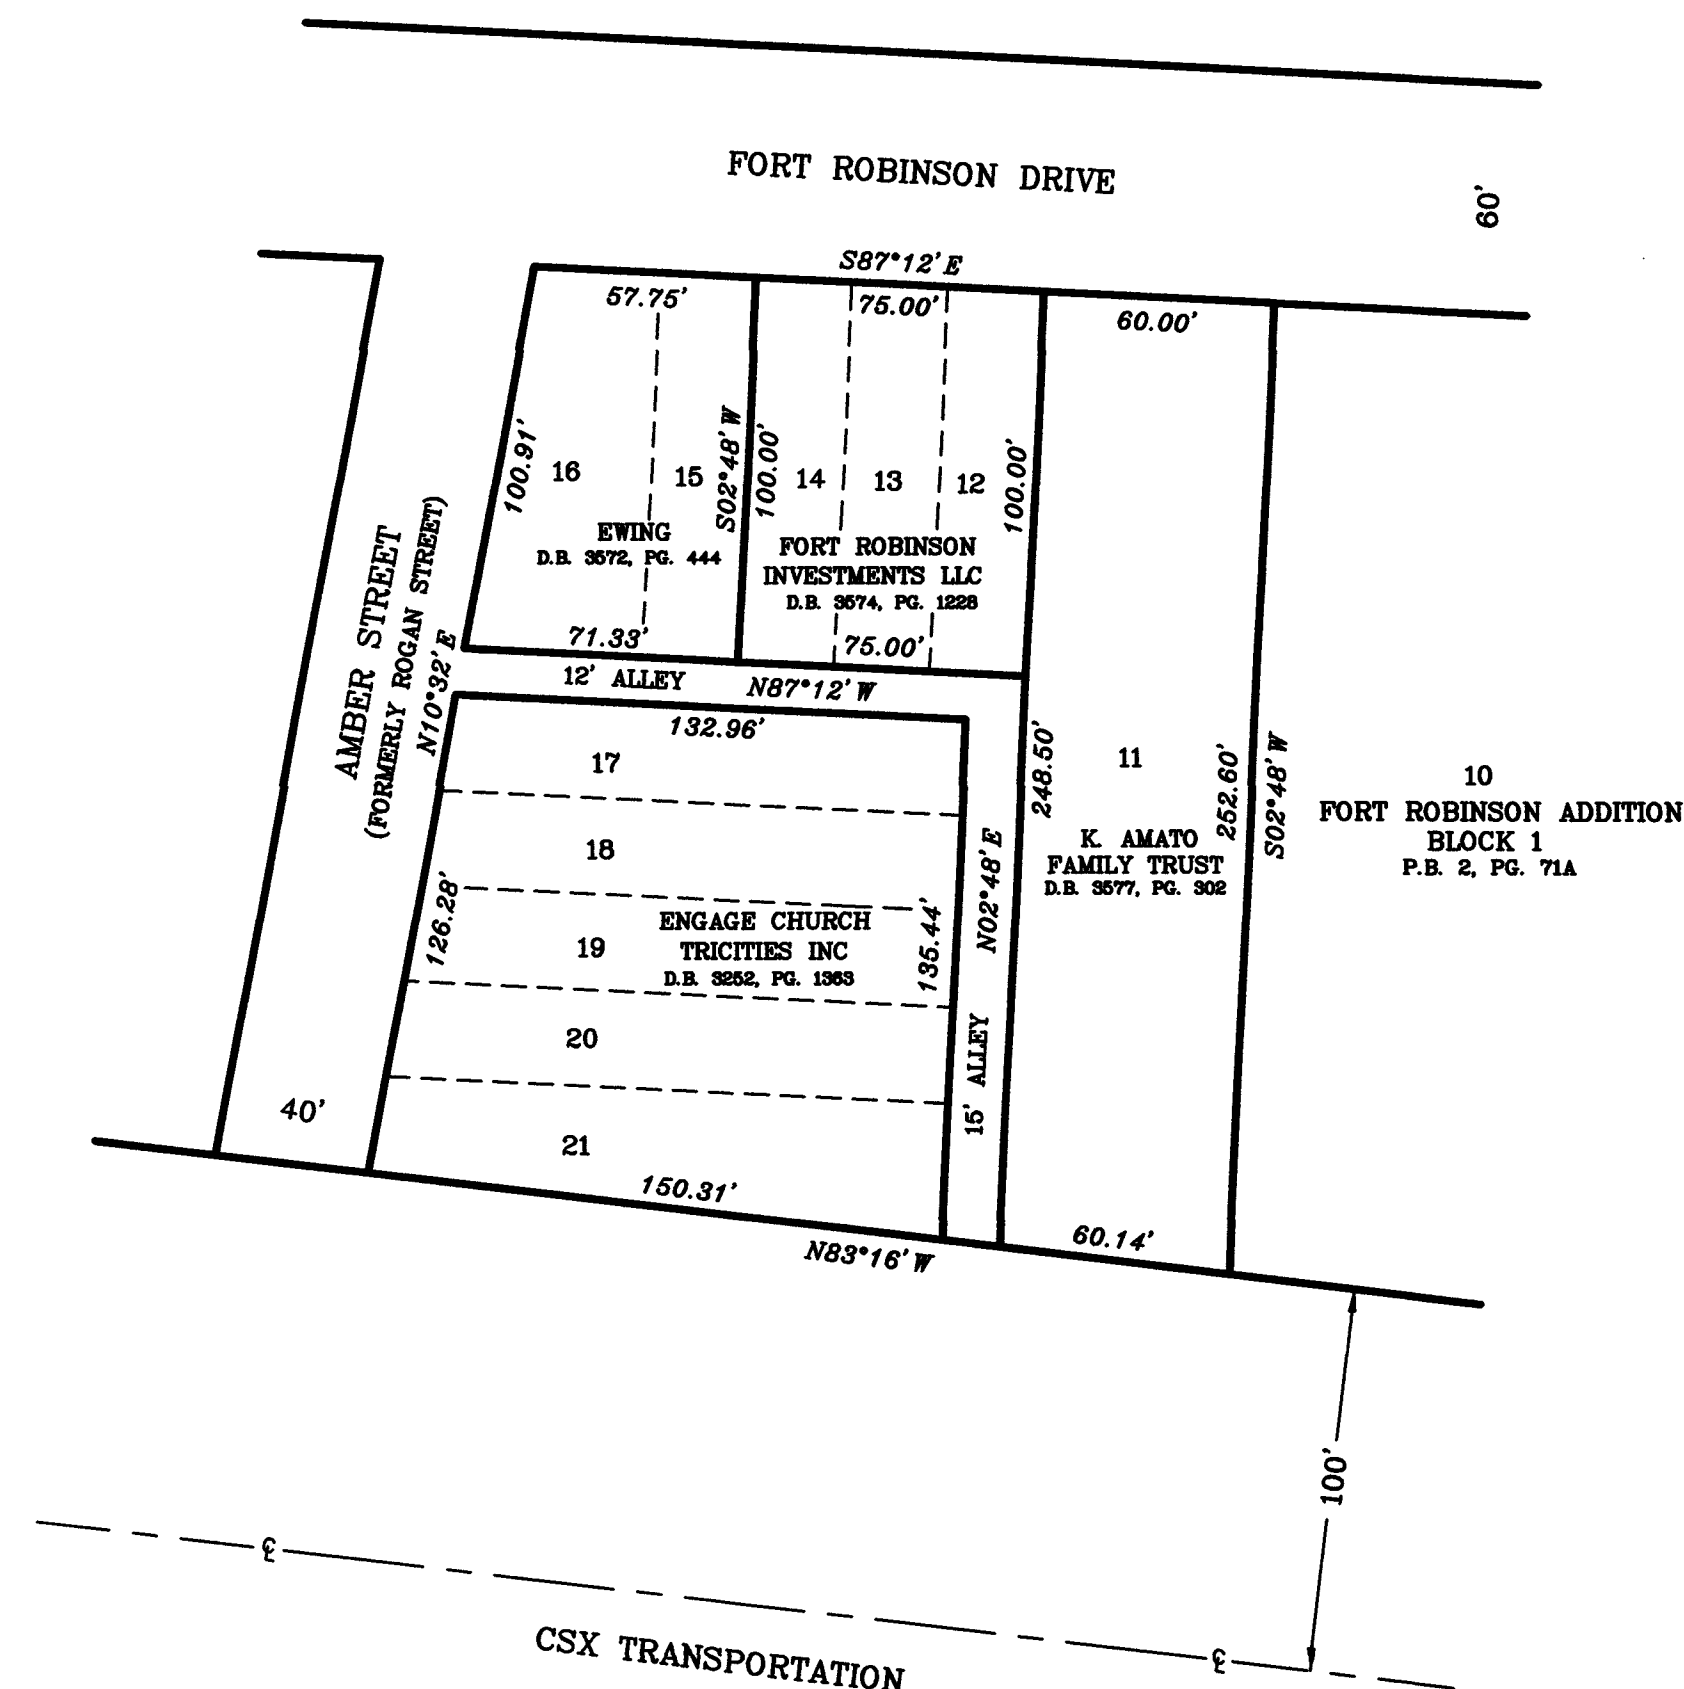 FORT ROBINSON DRIVE
60'
S87°12'E
57.75'
75.00'
60.00'
100.91'
16
15
S02°48'W
100.00'
14
13
12
100.00'
EWING
D.B. 3572, PG. 444
FORT ROBINSON
INVESTMENTS LLC
D.B. 3574, PG. 1228
71.33'
75.00'
AMBER STREET
(FORMERLY ROGAN STREET)
N10°32'E
12' ALLEY
N87°12'W
132.96'
17
18
19
20
21
126.28'
ENGAGE CHURCH
TRICITIES INC
D.B. 3252, PG. 1363
135.44'
15' ALLEY
N02°48'E
248.50'
11
K. AMATO
FAMILY TRUST
D.B. 3577, PG. 302
252.60'
S02°48'W
10
FORT ROBINSON ADDITION
BLOCK 1
P.B. 2, PG. 71A
40'
150.31'
N83°16'W
60.14'
100'
℄
℄
CSX TRANSPORTATION